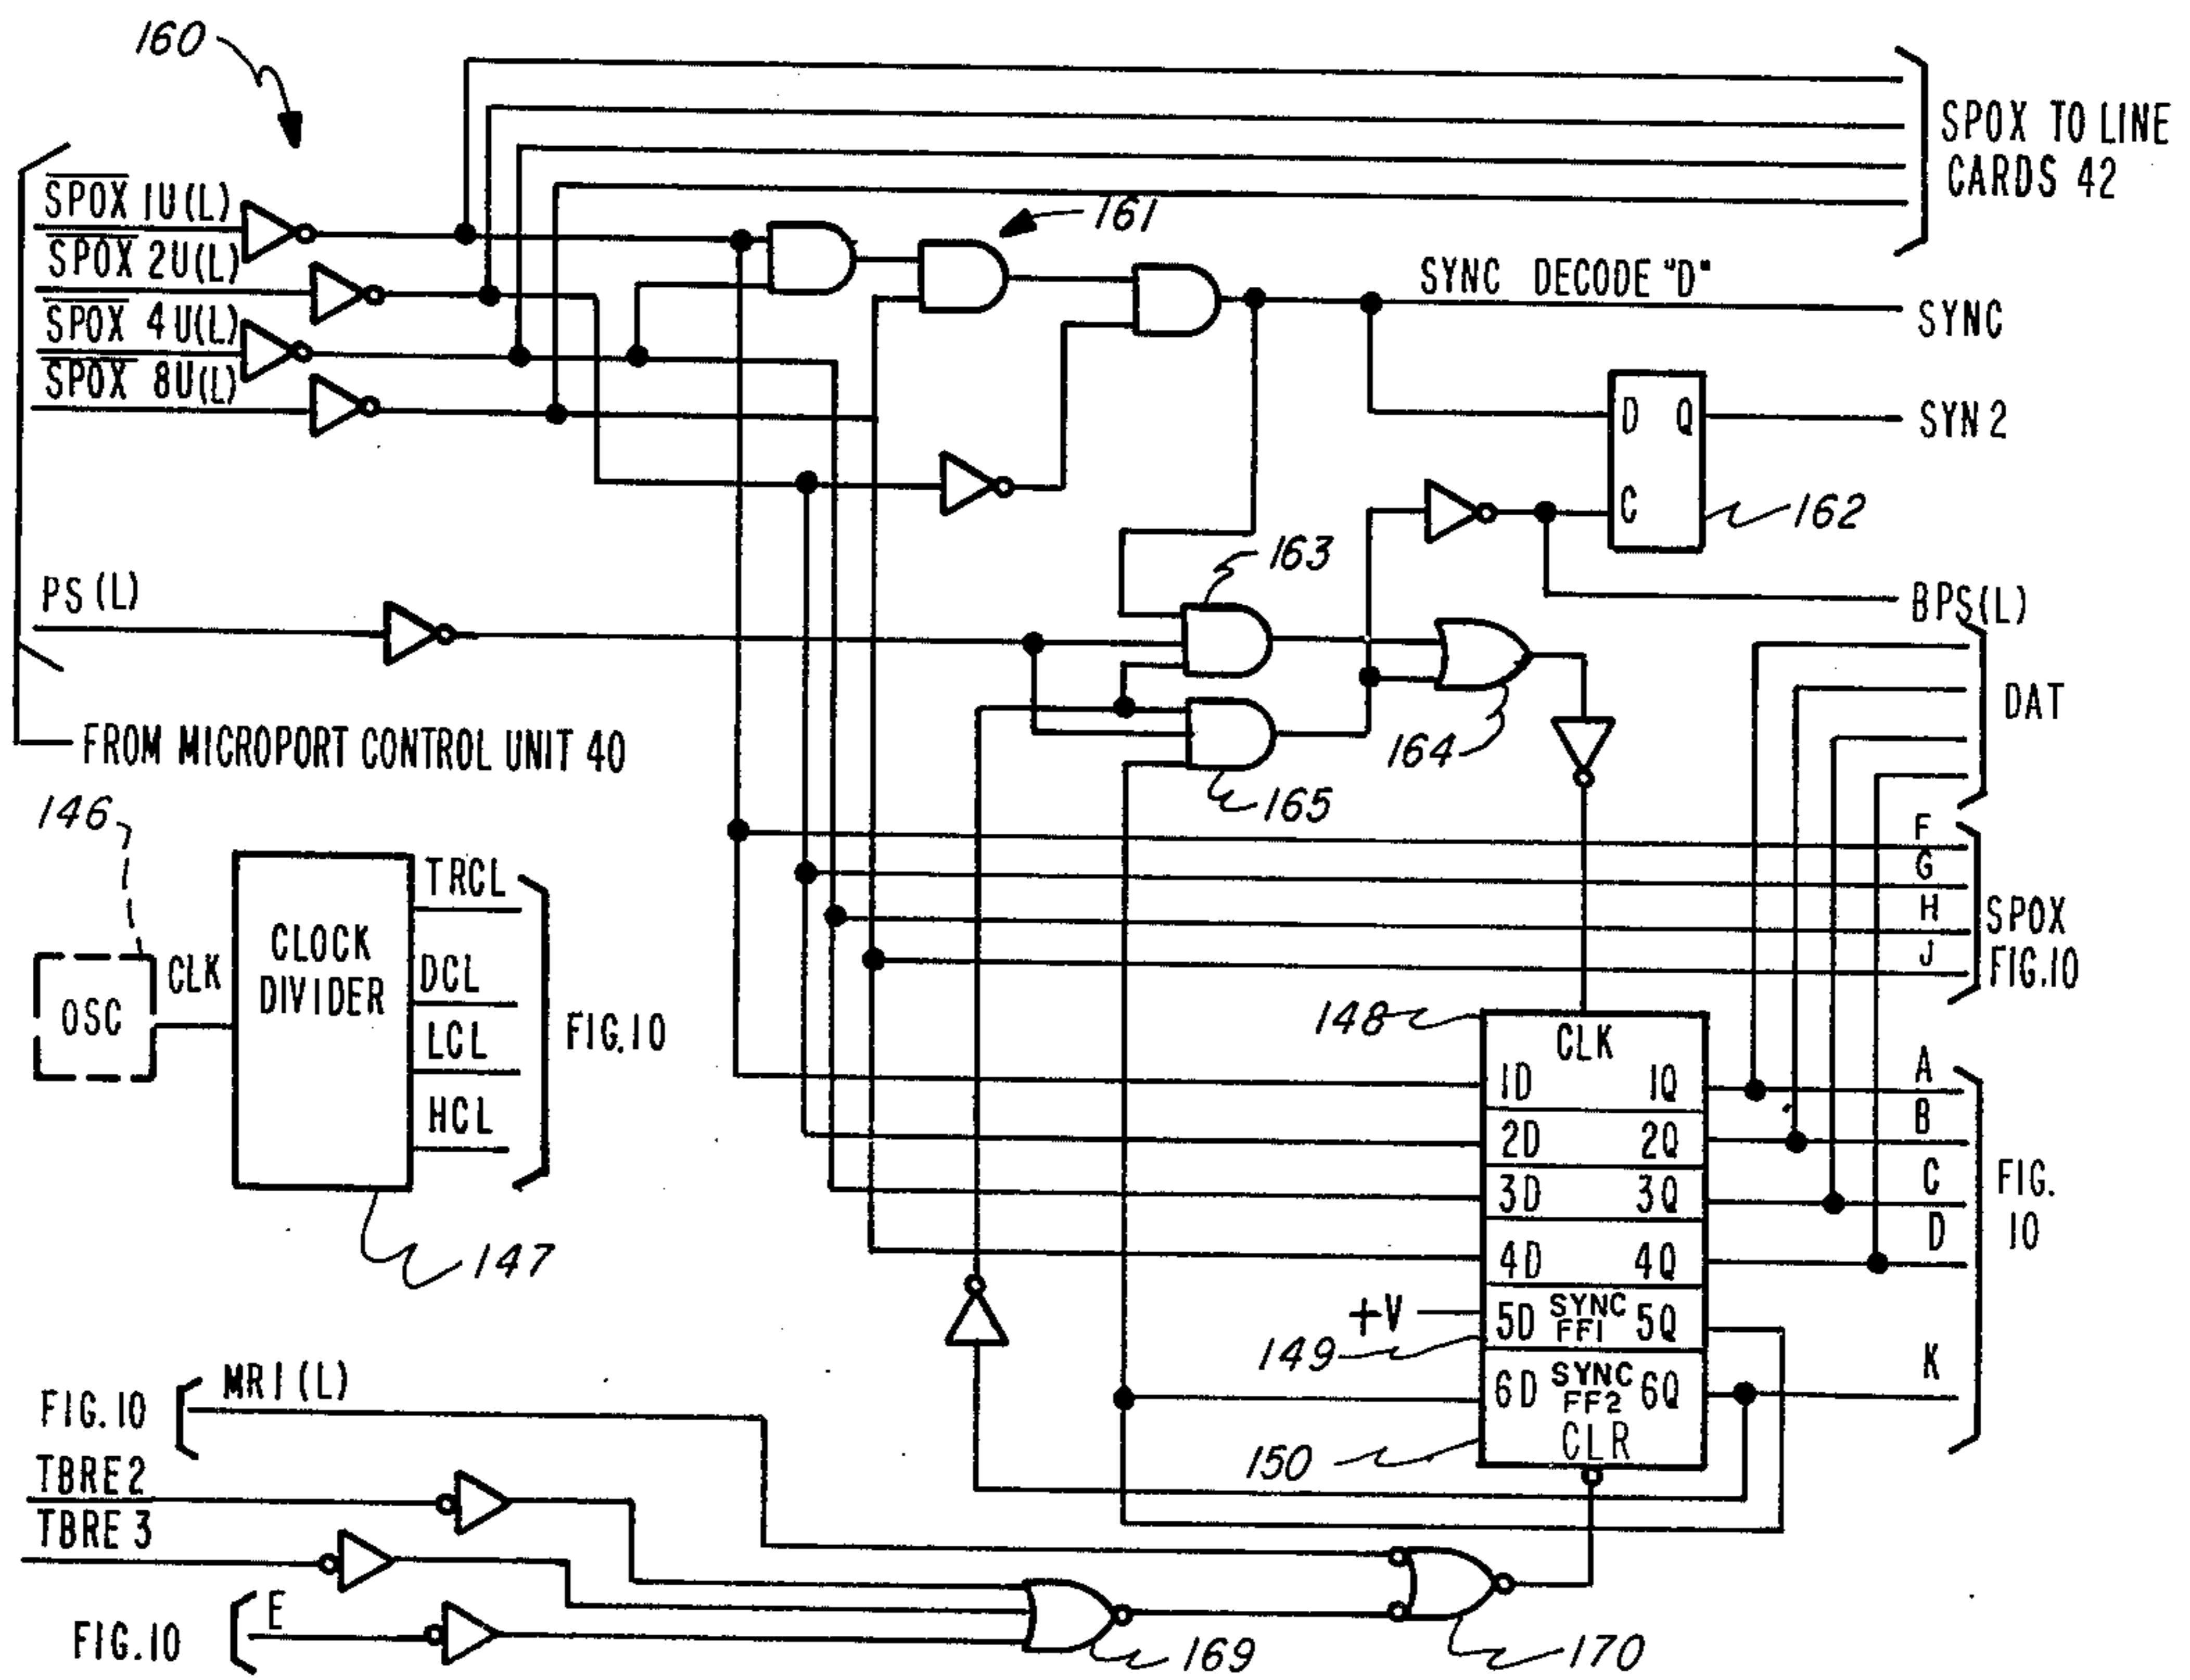 160
SPOX TO LINE
CARDS 42
SPOX 1U(L)
SPOX 2U(L)
SPOX 4U(L)
SPOX 8U(L)
161
SYNC DECODE "D"
SYNC
D Q
C
SYN 2
162
163
PS (L)
BPS(L)
DAT
164
165
FROM MICROPORT CONTROL UNIT 40
146
OSC
CLK
CLOCK
DIVIDER
TRCL
DCL
LCL
HCL
FIG.10
147
F
G
H
J
SPOX
FIG.10
148
CLK
1D 1Q
2D 2Q
3D 3Q
4D 4Q
+V
5D SYNC FF1 5Q
149
6D SYNC FF2 6Q
CLR
150
A
B
C
D
K
FIG.
10
FIG. 10
MR1 (L)
TBRE 2
TBRE 3
FIG.10
E
169
170